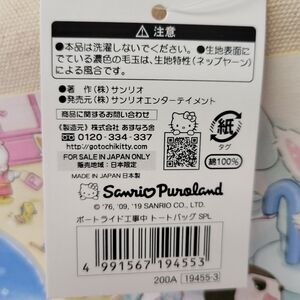 ⚠ 注意
●本品は洗濯しないでください。●生地表面に
でている濃色の毛玉は、生地特性(ネップヤーン)
による風合です。
●著 作/(株)サンリオ
●発売元/(株)サンリオエンターテイメント
商品に関するお問い合わせ
(製造元) 株式会社 あすなろ舎
0120-334-337
http://gotochikitty.com
FOR SALE IN JAPAN ONLY
販売地域 日本限定
MADE IN JAPAN
日本製
紙
タグ
綿100%
Sanrio Puroland
© '76, '09, '19 SANRIO CO.,LTD.
ボートライド工事中 トートバッグ SPL
4 991567 194553
200A 19455-3